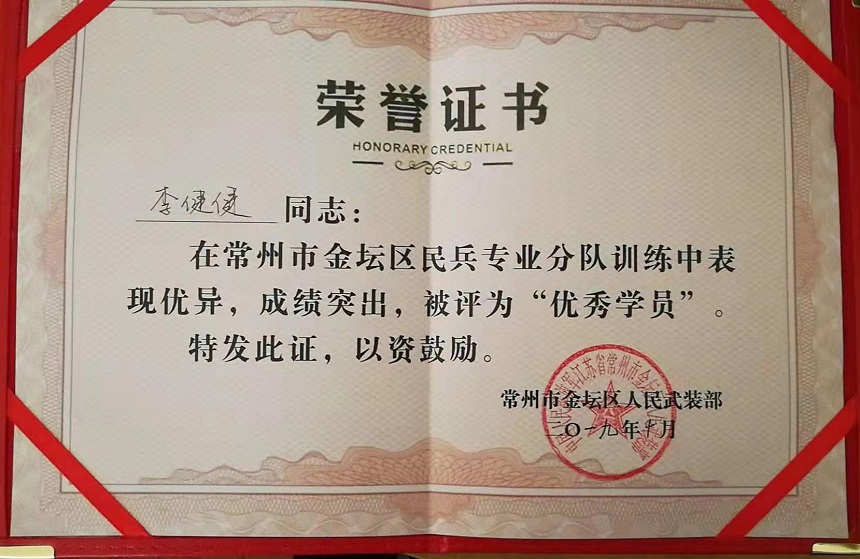 荣誉证书
HONORARY CREDENTIAL
李健健 同志：
在常州市金坛区民兵专业分队训练中表
现优异，成绩突出，被评为“优秀学员”。
特发此证，以资鼓励。
常州市金坛区人民武装部
二〇一九年十月